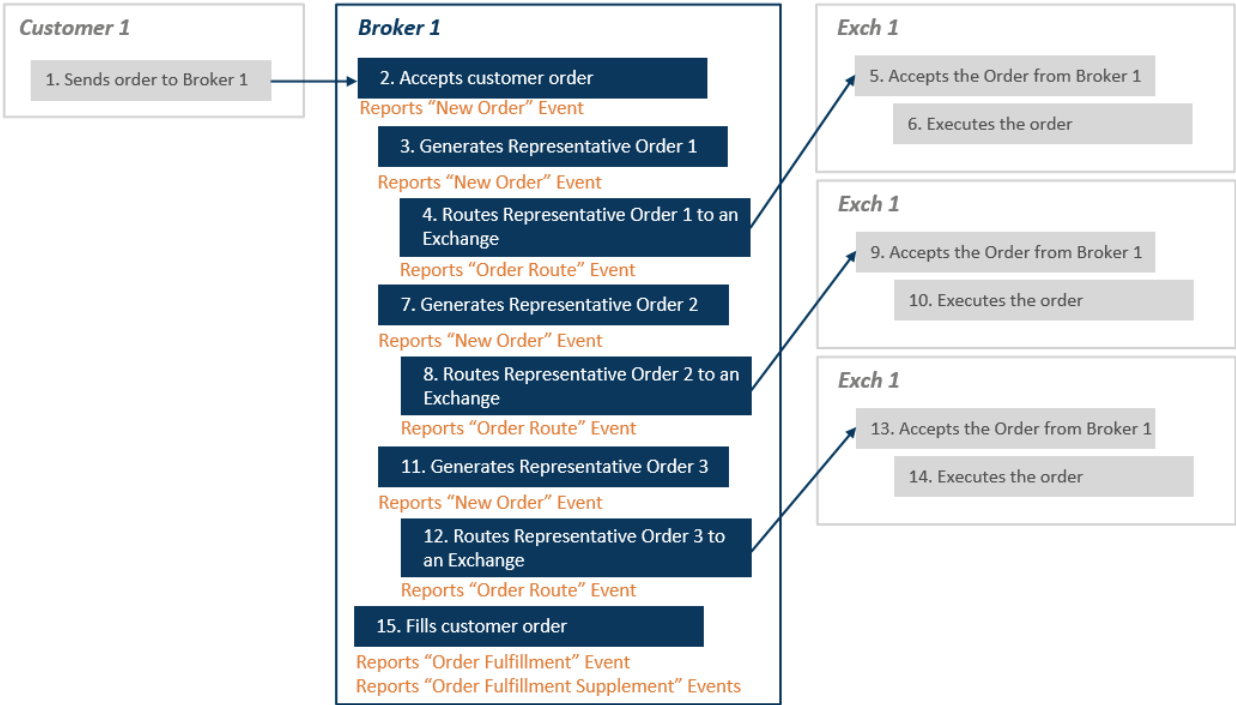 Customer 1
1. Sends order to Broker 1
Broker 1
2. Accepts customer order
Reports “New Order” Event
3. Generates Representative Order 1
Reports “New Order” Event
4. Routes Representative Order 1 to an
Exchange
Reports “Order Route” Event
7. Generates Representative Order 2
Reports “New Order” Event
8. Routes Representative Order 2 to an
Exchange
Reports “Order Route” Event
11. Generates Representative Order 3
Reports “New Order” Event
12. Routes Representative Order 3 to
an Exchange
Reports “Order Route” Event
15. Fills customer order
Reports “Order Fulfillment” Event
Reports “Order Fulfillment Supplement” Events
Exch 1
5. Accepts the Order from Broker 1
6. Executes the order
Exch 1
9. Accepts the Order from Broker 1
10. Executes the order
Exch 1
13. Accepts the Order from Broker 1
14. Executes the order